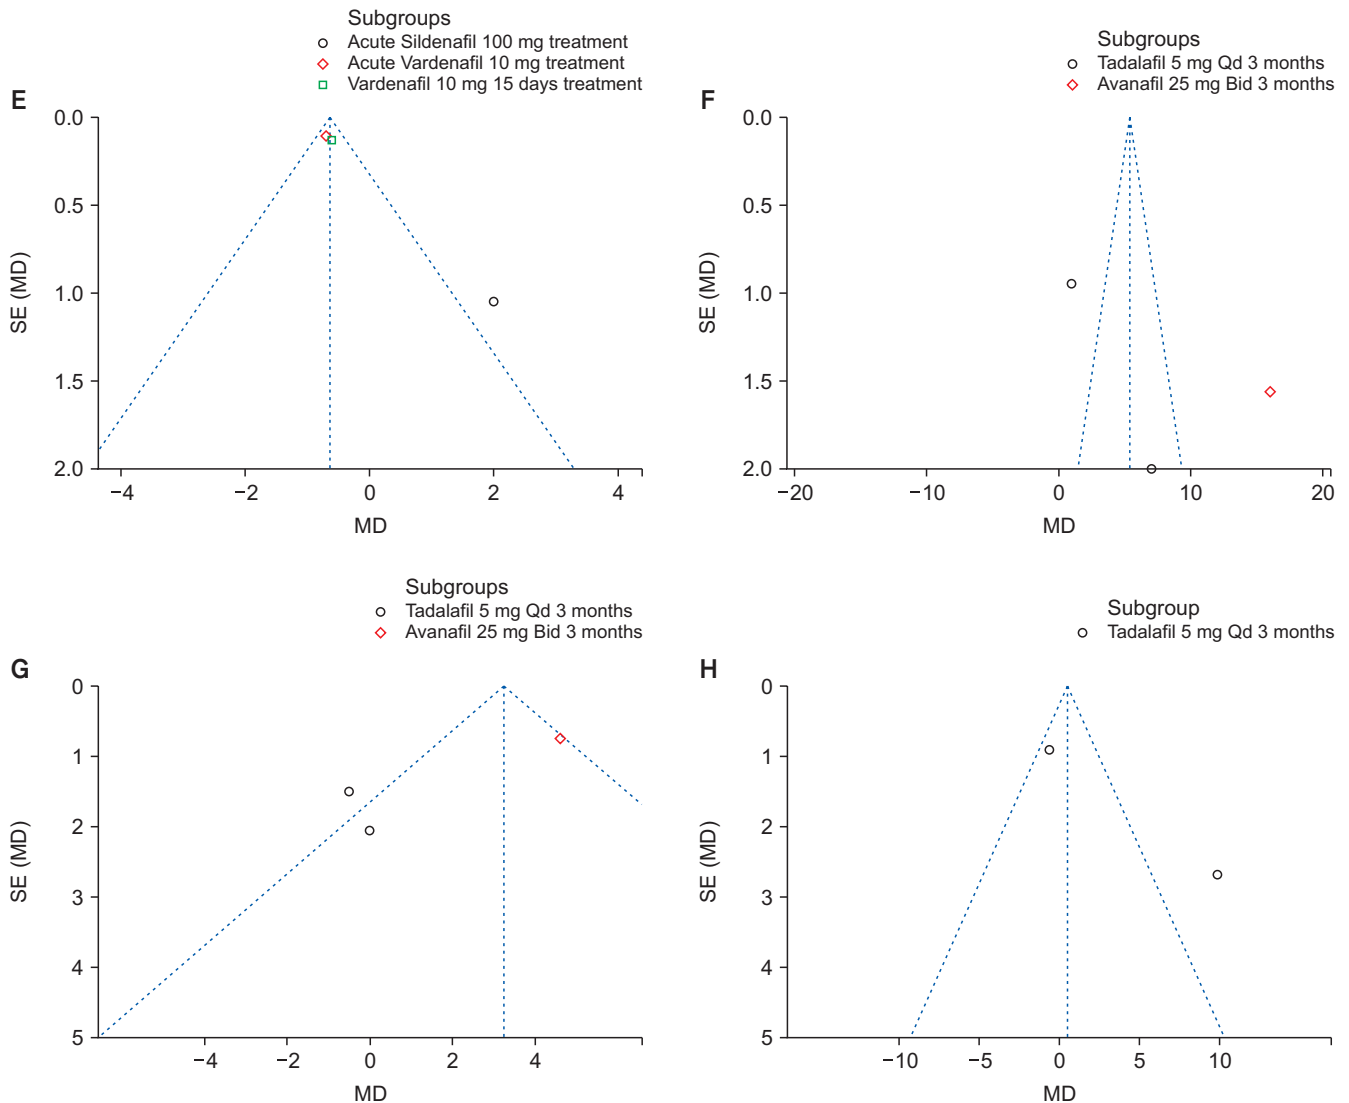 Subgroups
Acute Sildenafil 100 mg treatment
Acute Vardenafil 10 mg treatment
Vardenafil 10 mg 15 days treatment
E
0.0
0.5
1.0
1.5
2.0
SE (MD)
−4 −2 0 2 4
MD
Subgroups
Tadalafil 5 mg Qd 3 months
Avanafil 25 mg Bid 3 months
F
0.0
0.5
1.0
1.5
2.0
SE (MD)
−20 −10 0 10 20
MD
Subgroups
Tadalafil 5 mg Qd 3 months
Avanafil 25 mg Bid 3 months
G
0
1
2
3
4
5
SE (MD)
−4 −2 0 2 4
MD
Subgroup
Tadalafil 5 mg Qd 3 months
H
0
1
2
3
4
5
SE (MD)
−10 −5 0 5 10
MD